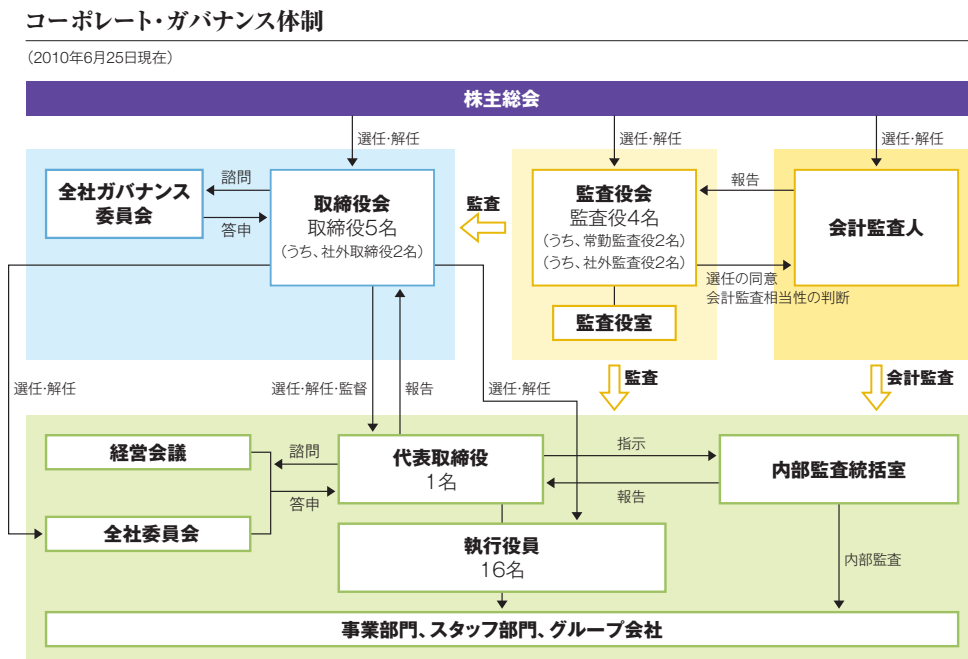 コーポレート・ガバナンス体制
(2010年6月25日現在)
株主総会
選任・解任
選任・解任
選任・解任
全社ガバナンス
委員会
諮問
答申
取締役会
取締役5名
(うち、社外取締役2名)
監査
監査役会
監査役4名
(うち、常勤監査役2名)
(うち、社外監査役2名)
報告
会計監査人
選任の同意
会計監査相当性の判断
監査役室
選任・解任
選任・解任・監督
報告
選任・解任
監査
会計監査
経営会議
諮問
答申
代表取締役
1名
指示
報告
内部監査統括室
全社委員会
執行役員
16名
内部監査
事業部門、スタッフ部門、グループ会社